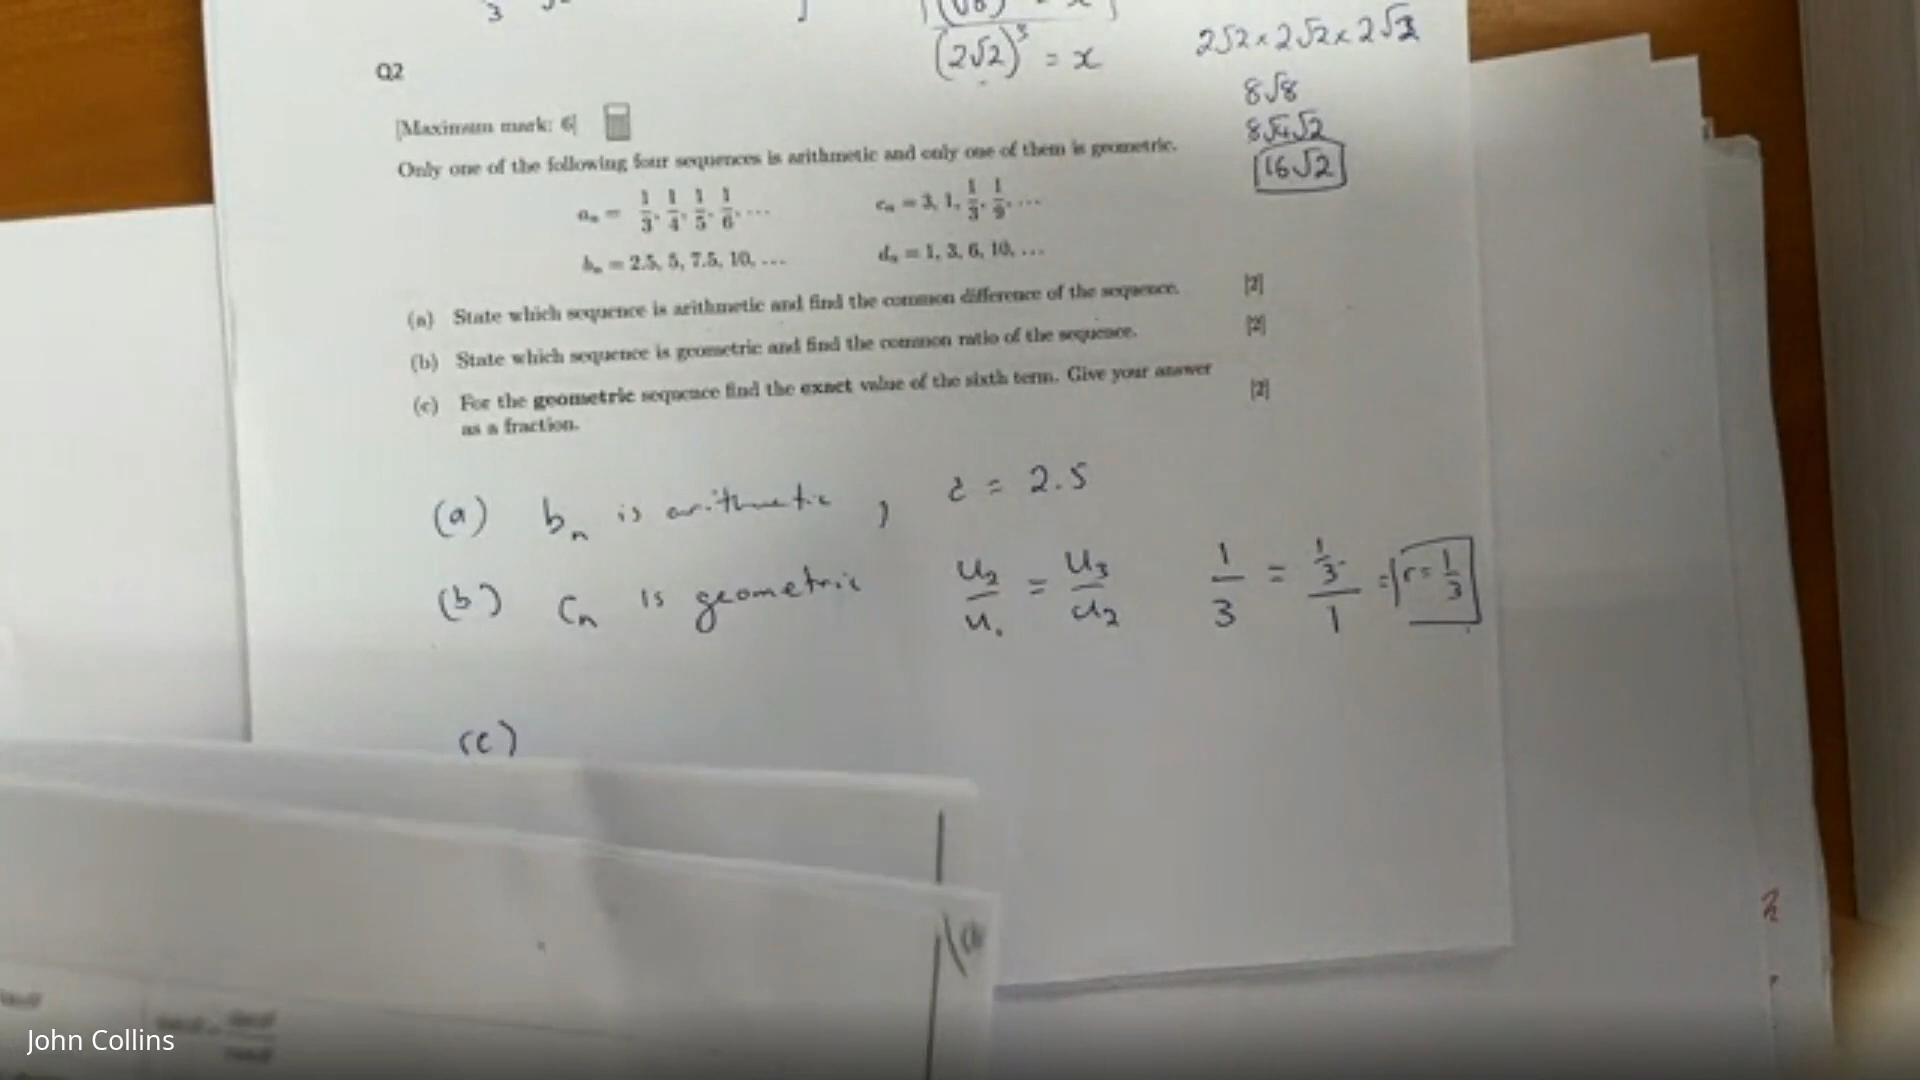 3
(√8)
(2√2)³ = x
2√2 × 2√2 × 2√2
8√8
8√4√2
16√2
Q2
[Maximum mark: 6]
Only one of the following four sequences is arithmetic and only one of them is geometric.
aₙ = 1/3, 1/4, 1/5, 1/6, ...
cₙ = 3, 1, 1/3, 1/9, ...
bₙ = 2.5, 5, 7.5, 10, ...
dₙ = 1, 3, 6, 10, ...
(a) State which sequence is arithmetic and find the common difference of the sequence. [2]
(b) State which sequence is geometric and find the common ratio of the sequence. [2]
(c) For the geometric sequence find the exact value of the sixth term. Give your answer [2]
as a fraction.
(a) bₙ is arithmetic , d = 2.5
(b) cₙ is geometric u₂/u₁ = u₃/u₂ 1/3 = (1/3)/1 = r = 1/3
(c)
John Collins